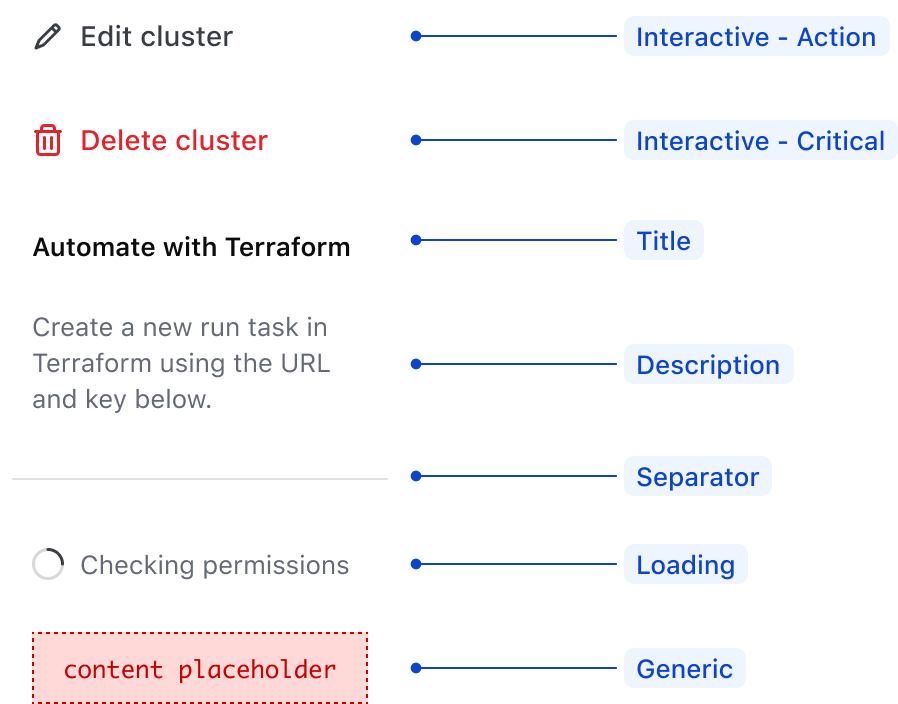 Edit cluster
Interactive - Action
Delete cluster
Interactive - Critical
Automate with Terraform
Title
Create a new run task in
Terraform using the URL
and key below.
Description
Separator
Checking permissions
Loading
content placeholder
Generic